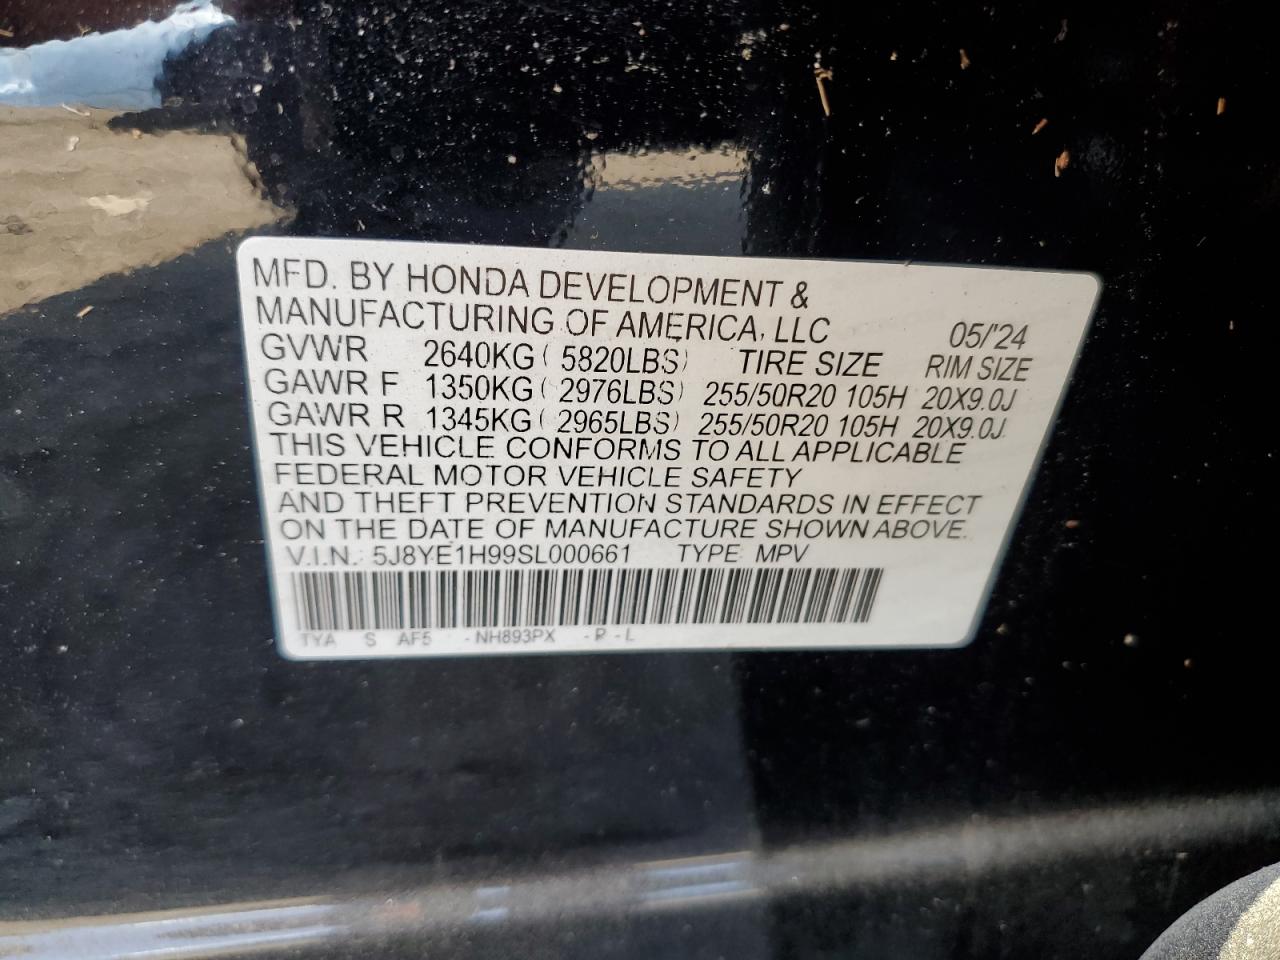 MFD. BY HONDA DEVELOPMENT &
MANUFACTURING OF AMERICA, LLC 05/'24
GVWR 2640KG ( 5820LBS) TIRE SIZE RIM SIZE
GAWR F 1350KG ( 2976LBS) 255/50R20 105H 20X9.0J
GAWR R 1345KG ( 2965LBS) 255/50R20 105H 20X9.0J
THIS VEHICLE CONFORMS TO ALL APPLICABLE
FEDERAL MOTOR VEHICLE SAFETY
AND THEFT PREVENTION STANDARDS IN EFFECT
ON THE DATE OF MANUFACTURE SHOWN ABOVE.
V.I.N.: 5J8YE1H99SL000661 TYPE: MPV
TYA S AF5 -NH893PX -R -L